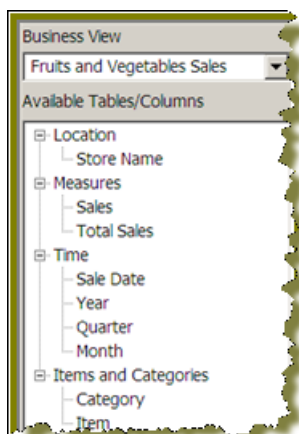 Business View
Fruits and Vegetables Sales
Available Tables/Columns
Location
Store Name
Measures
Sales
Total Sales
Time
Sale Date
Year
Quarter
Month
Items and Categories
Category
Item